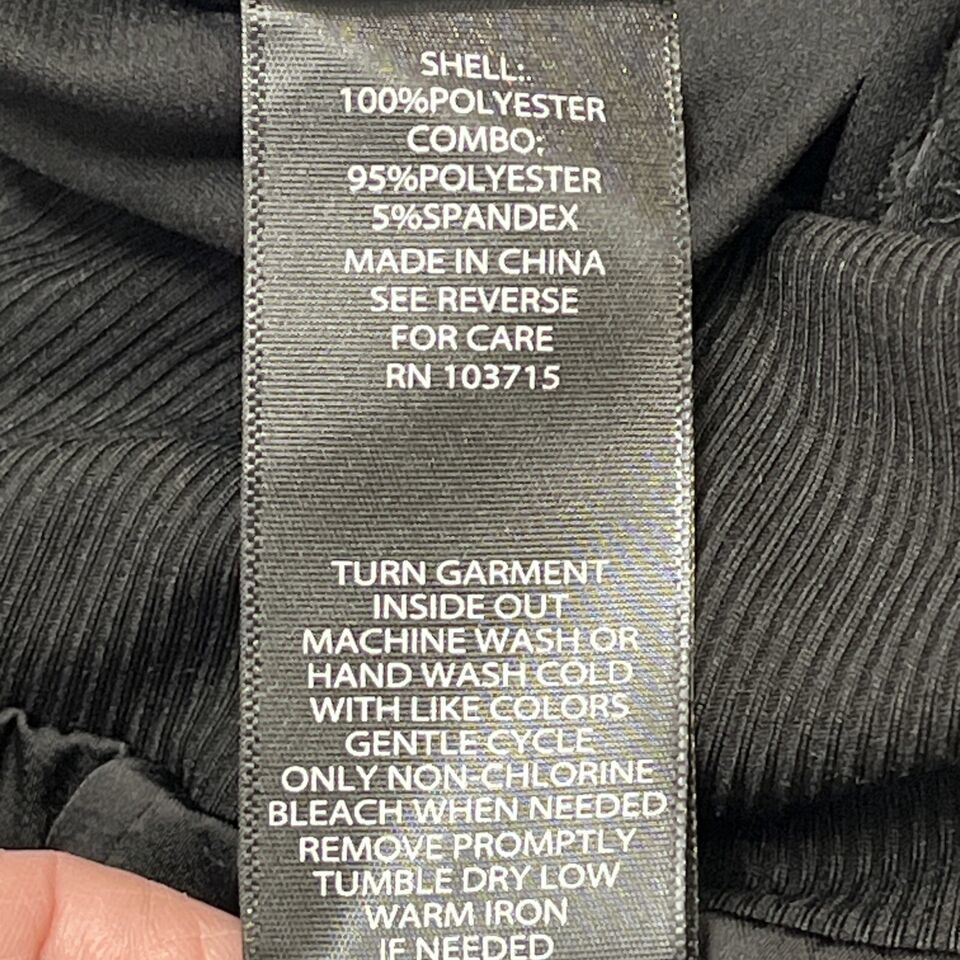 SHELL:
100%POLYESTER
COMBO:
95%POLYESTER
5%SPANDEX
MADE IN CHINA
SEE REVERSE
FOR CARE
RN 103715
TURN GARMENT
INSIDE OUT
MACHINE WASH OR
HAND WASH COLD
WITH LIKE COLORS
GENTLE CYCLE
ONLY NON-CHLORINE
BLEACH WHEN NEEDED
REMOVE PROMPTLY
TUMBLE DRY LOW
WARM IRON
IF NEEDED